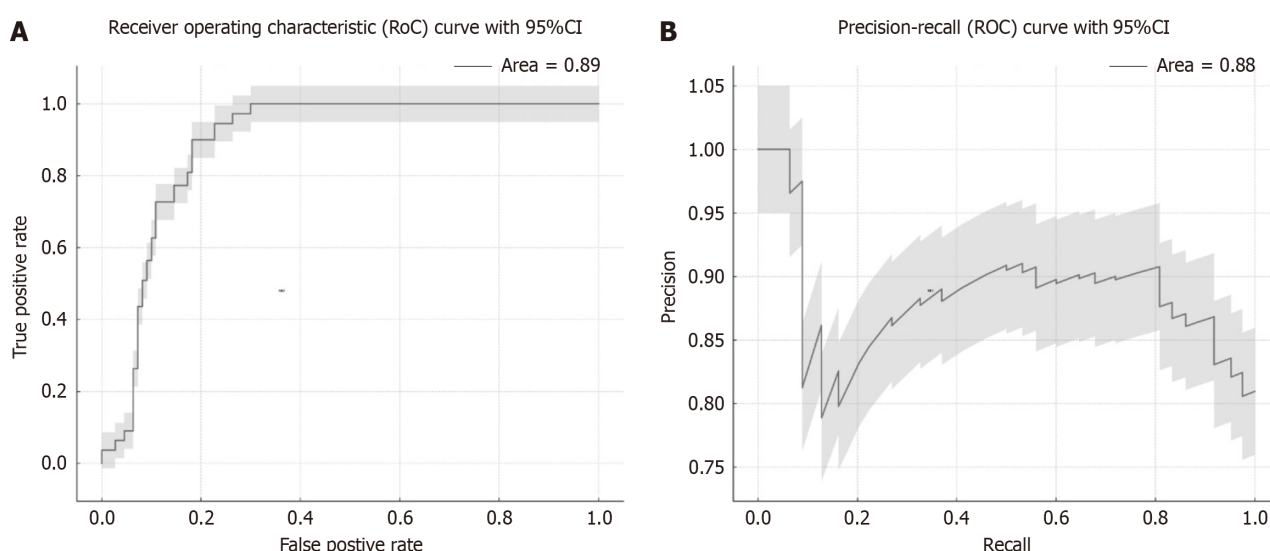 A
Receiver operating characteristic (RoC) curve with 95%CI
Area = 0.89
1.0
0.8
0.6
0.4
0.2
0.0
True positive rate
0.0 0.2 0.4 0.6 0.8 1.0
False postive rate
B
Precision-recall (ROC) curve with 95%CI
Area = 0.88
1.05
1.00
0.95
0.90
0.85
0.80
0.75
Precision
0.0 0.2 0.4 0.6 0.8 1.0
Recall